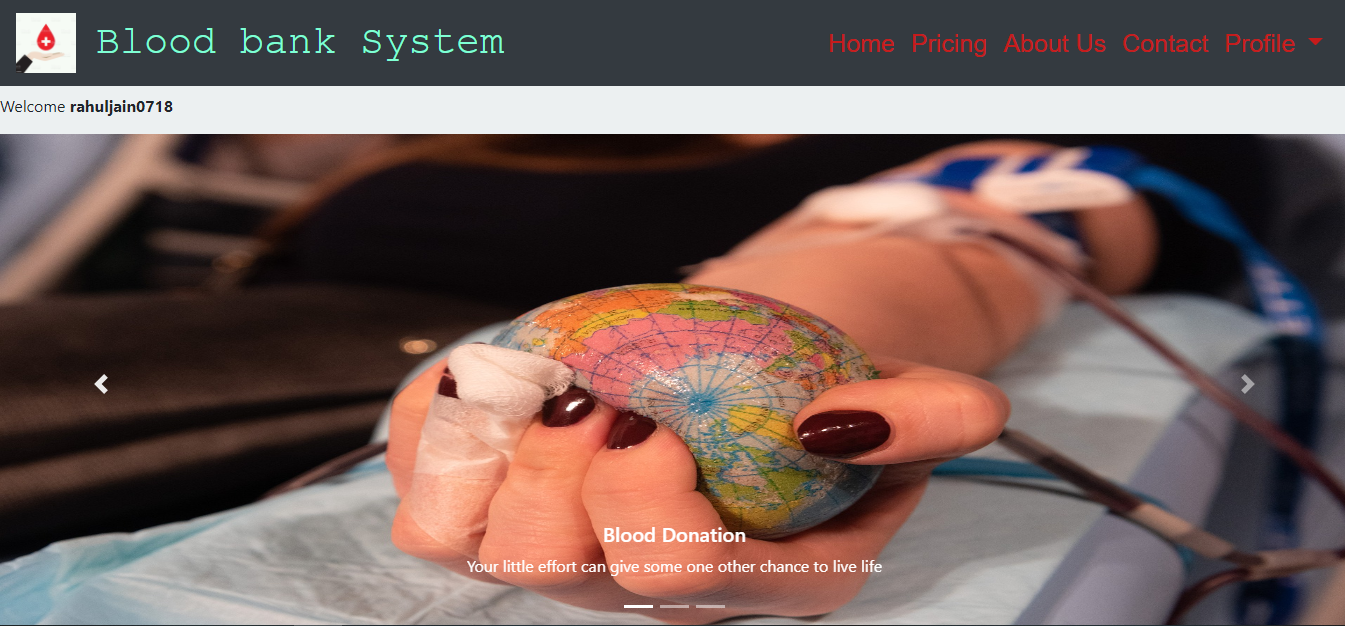 Blood bank System
Home Pricing About Us Contact Profile
Welcome rahuljain0718
Blood Donation
Your little effort can give some one other chance to live life